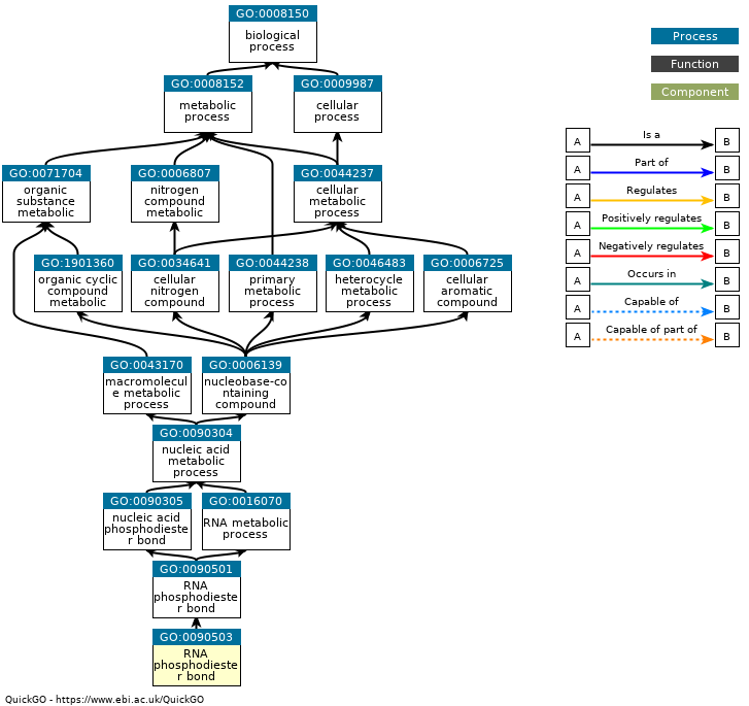 GO:0008150
biological
process
GO:0008152
metabolic
process
GO:0009987
cellular
process
GO:0071704
organic
substance
metabolic
GO:0006807
nitrogen
compound
metabolic
GO:0044237
cellular
metabolic
process
GO:1901360
organic cyclic
compound
metabolic
GO:0034641
cellular
nitrogen
compound
GO:0044238
primary
metabolic
process
GO:0046483
heterocycle
metabolic
process
GO:0006725
cellular
aromatic
compound
GO:0043170
macromolecul
e metabolic
process
GO:0006139
nucleobase-co
ntaining
compound
GO:0090304
nucleic acid
metabolic
process
GO:0090305
nucleic acid
phosphodieste
r bond
GO:0016070
RNA metabolic
process
GO:0090501
RNA
phosphodieste
r bond
GO:0090503
RNA
phosphodieste
r bond
Process
Function
Component
A Is a B
A Part of B
A Regulates B
A Positively regulates B
A Negatively regulates B
A Occurs in B
A Capable of B
A Capable of part of B
QuickGO - https://www.ebi.ac.uk/QuickGO